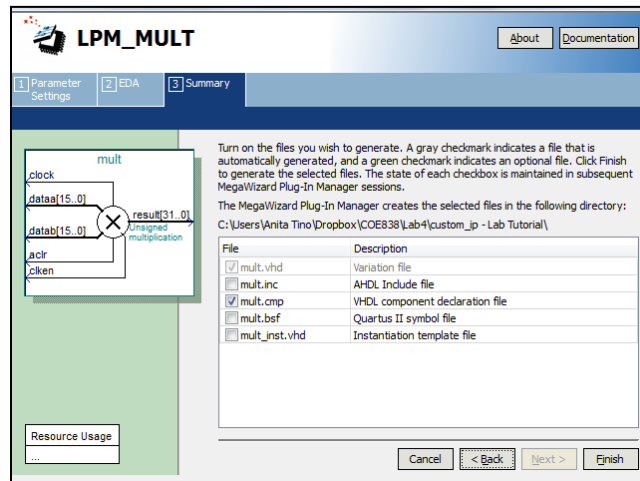 LPM_MULT
About
Documentation
1 Parameter Settings
2 EDA
3 Summary
mult
clock
dataa[15..0]
datab[15..0]
aclr
clken
result[31..0]
Unsigned
multiplication
Resource Usage
...
Turn on the files you wish to generate. A gray checkmark indicates a file that is
automatically generated, and a green checkmark indicates an optional file. Click Finish
to generate the selected files. The state of each checkbox is maintained in subsequent
MegaWizard Plug-In Manager sessions.
The MegaWizard Plug-In Manager creates the selected files in the following directory:
C:\Users\Anita Tino\Dropbox\COE838\Lab4\custom_ip - Lab Tutorial\
File Description
mult.vhd Variation file
mult.inc AHDL Include file
mult.cmp VHDL component declaration file
mult.bsf Quartus II symbol file
mult_inst.vhd Instantiation template file
Cancel
< Back
Next >
Finish